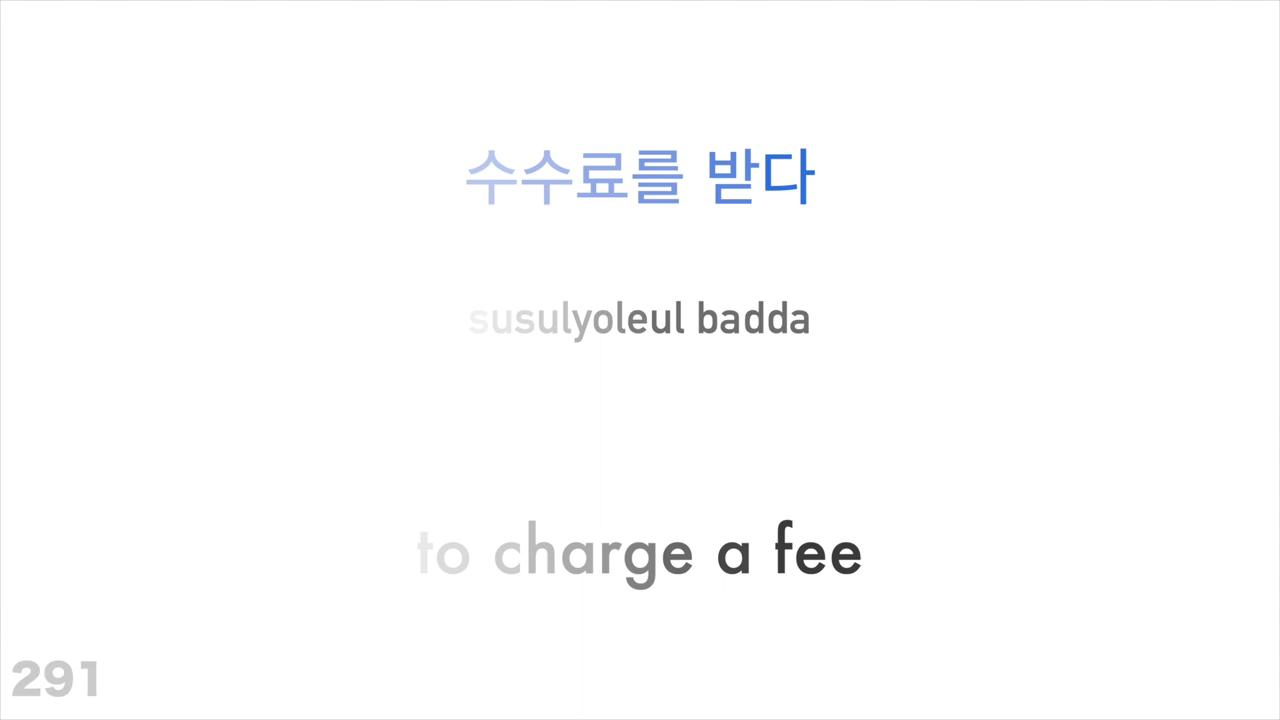 수수료를 받다
susulyoleul badda
to charge a fee
291